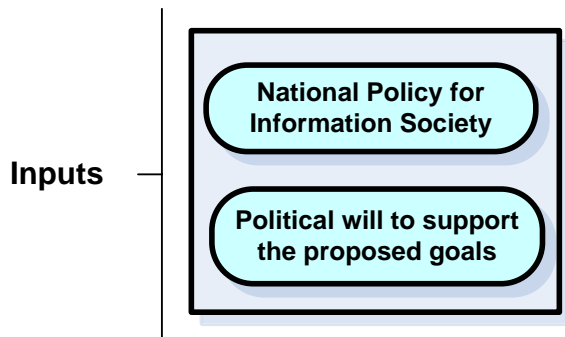 Inputs
National Policy for
Information Society
Political will to support
the proposed goals